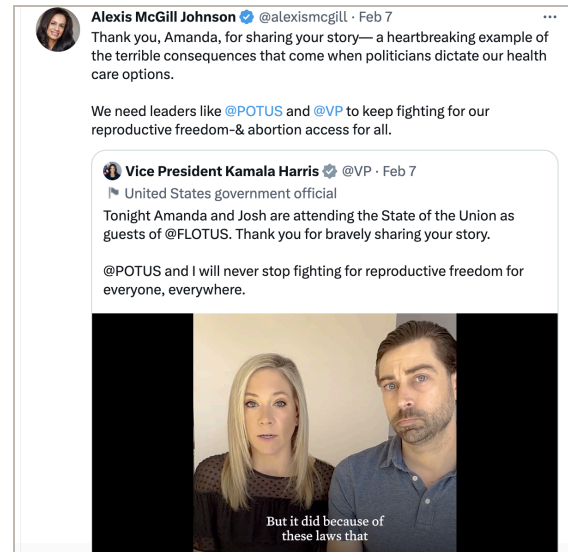 Alexis McGill Johnson @alexismcgill · Feb 7
Thank you, Amanda, for sharing your story— a heartbreaking example of
the terrible consequences that come when politicians dictate our health
care options.
We need leaders like @POTUS and @VP to keep fighting for our
reproductive freedom-& abortion access for all.
Vice President Kamala Harris @VP · Feb 7
United States government official
Tonight Amanda and Josh are attending the State of the Union as
guests of @FLOTUS. Thank you for bravely sharing your story.
@POTUS and I will never stop fighting for reproductive freedom for
everyone, everywhere.
But it did because of
these laws that